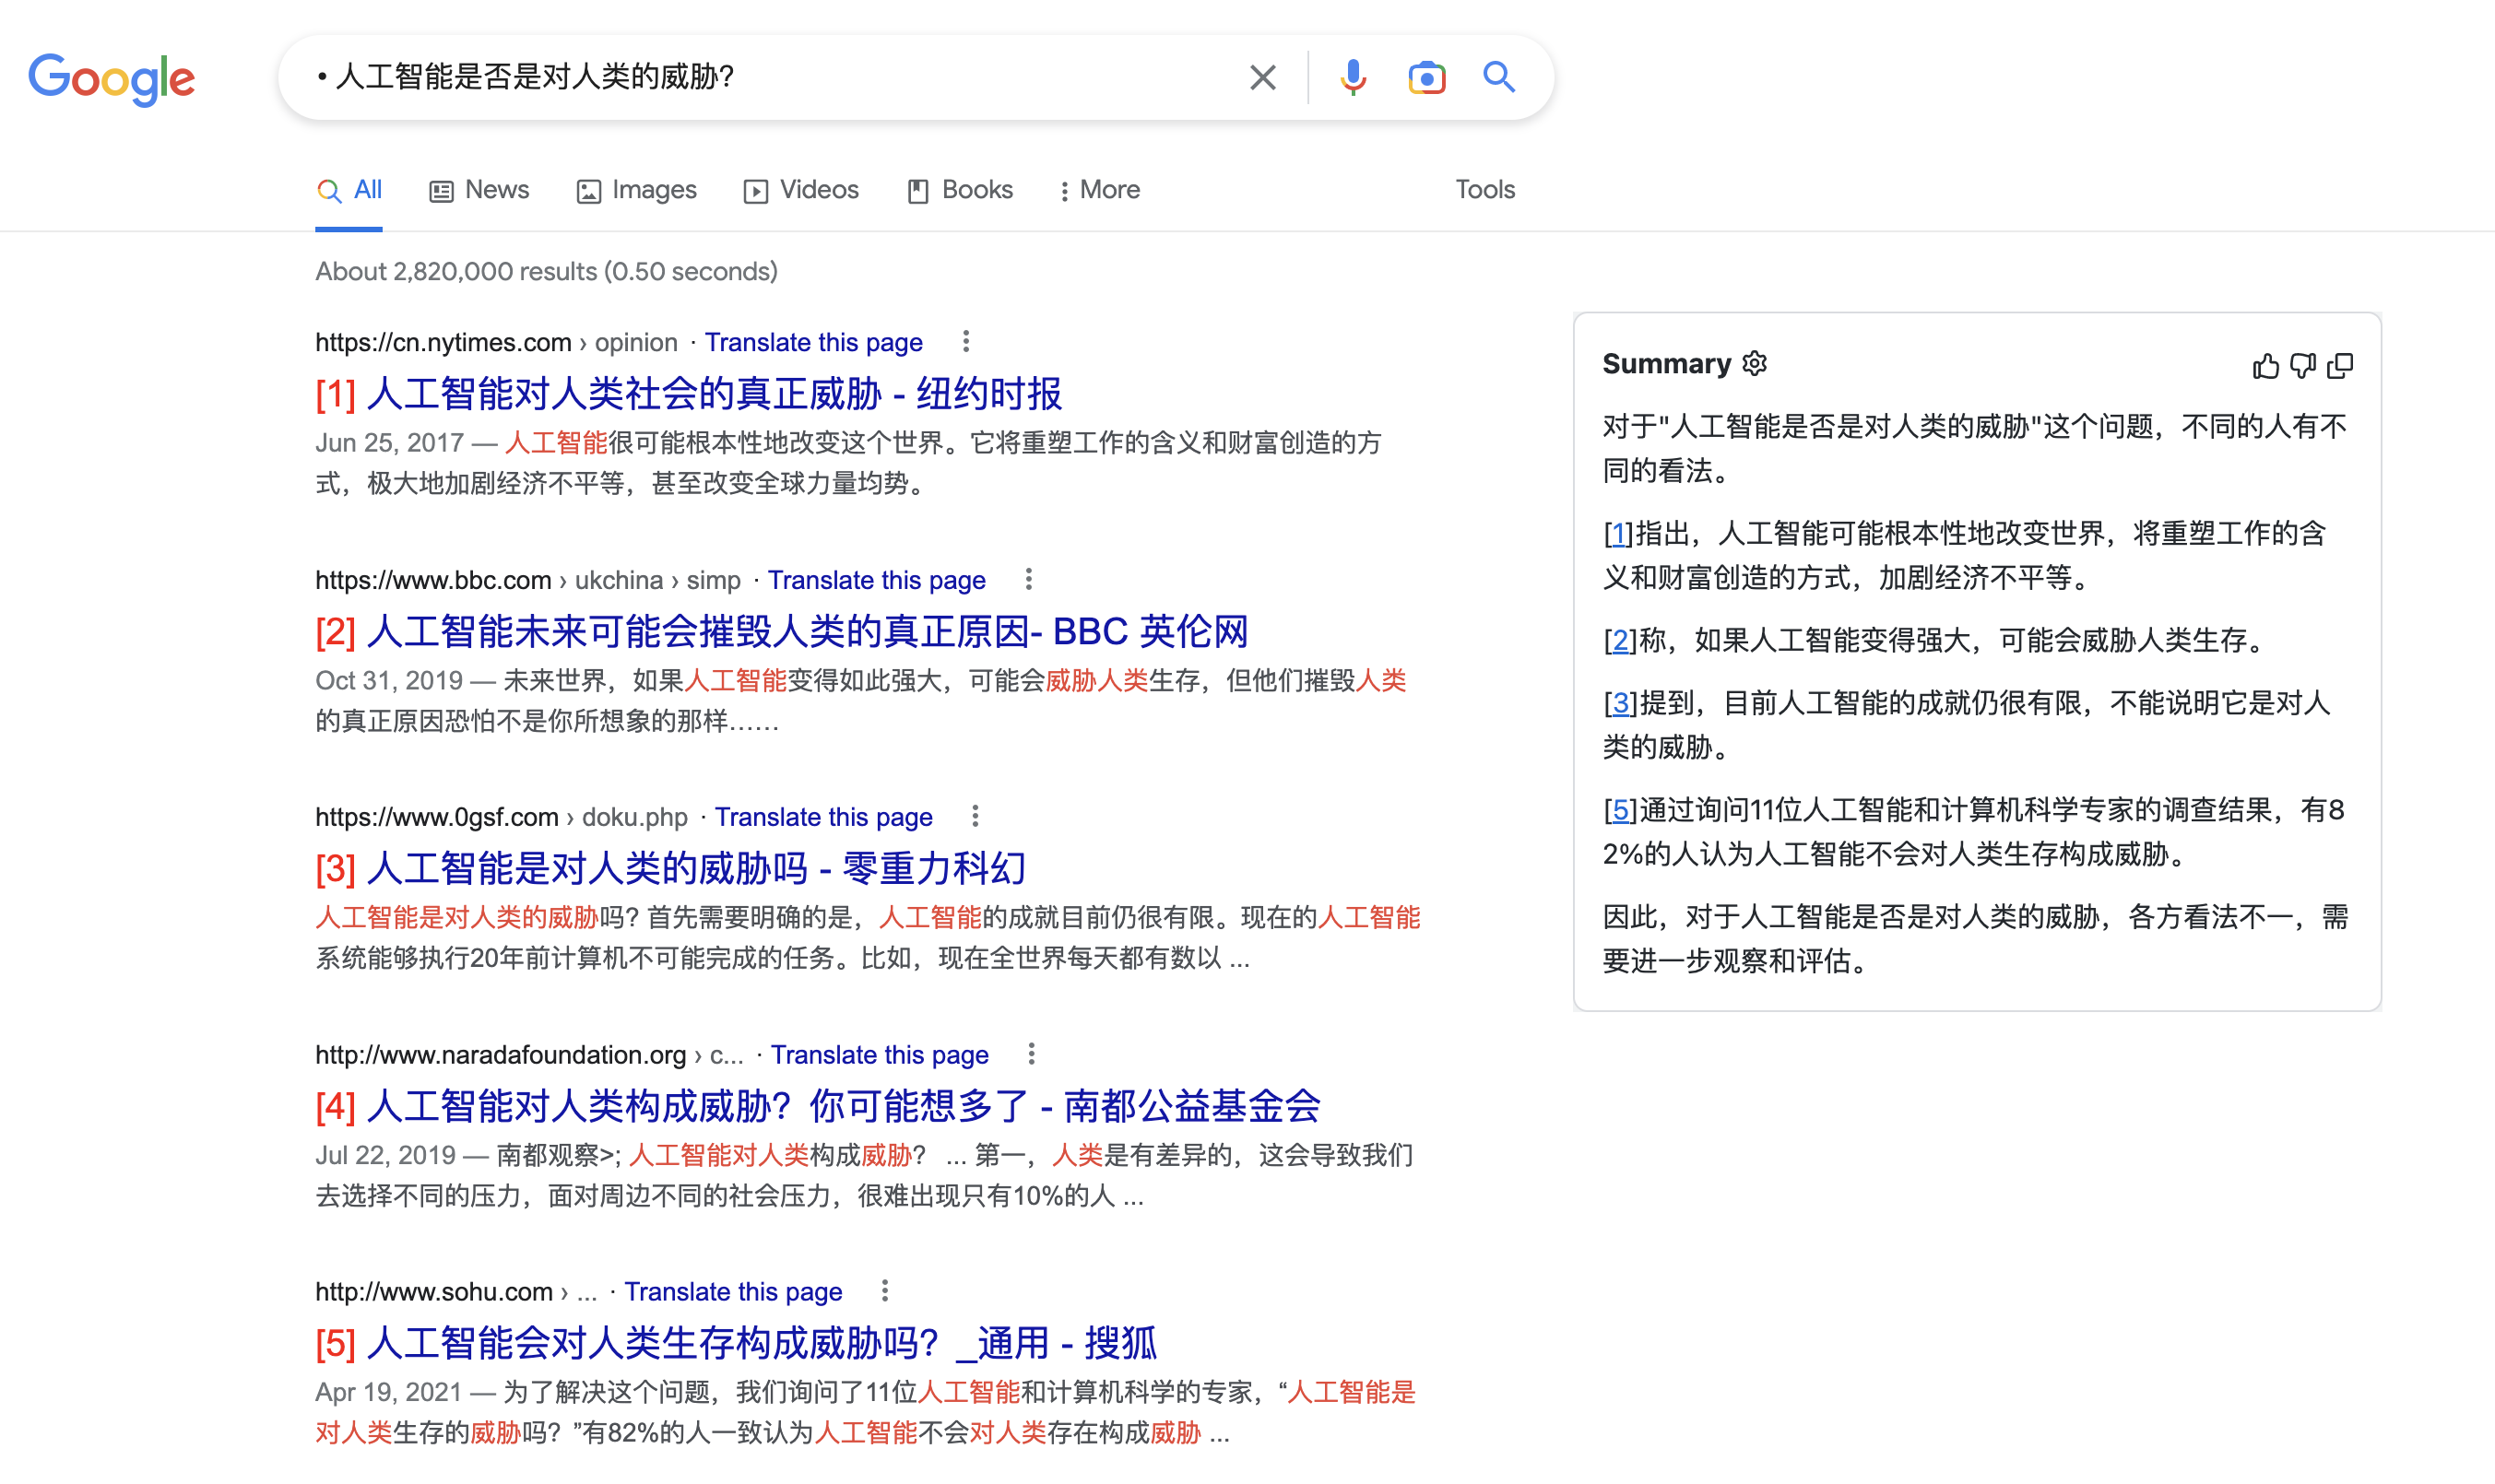 Google
• 人工智能是否是对人类的威胁?
All News Images Videos Books More Tools
About 2,820,000 results (0.50 seconds)
https://cn.nytimes.com › opinion · Translate this page
[1] 人工智能对人类社会的真正威胁 - 纽约时报
Jun 25, 2017 — 人工智能很可能根本性地改变这个世界。它将重塑工作的含义和财富创造的方
式，极大地加剧经济不平等，甚至改变全球力量均势。
https://www.bbc.com › ukchina › simp · Translate this page
[2] 人工智能未来可能会摧毁人类的真正原因- BBC 英伦网
Oct 31, 2019 — 未来世界，如果人工智能变得如此强大，可能会威胁人类生存，但他们摧毁人类
的真正原因恐怕不是你所想象的那样……
https://www.0gsf.com › doku.php · Translate this page
[3] 人工智能是对人类的威胁吗 - 零重力科幻
人工智能是对人类的威胁吗? 首先需要明确的是，人工智能的成就目前仍很有限。现在的人工智能
系统能够执行20年前计算机不可能完成的任务。比如，现在全世界每天都有数以 ...
http://www.naradafoundation.org › c... · Translate this page
[4] 人工智能对人类构成威胁？你可能想多了 - 南都公益基金会
Jul 22, 2019 — 南都观察>; 人工智能对人类构成威胁？ ... 第一，人类是有差异的，这会导致我们
去选择不同的压力，面对周边不同的社会压力，很难出现只有10%的人 ...
http://www.sohu.com › ... · Translate this page
[5] 人工智能会对人类生存构成威胁吗？_通用 - 搜狐
Apr 19, 2021 — 为了解决这个问题，我们询问了11位人工智能和计算机科学的专家，“人工智能是
对人类生存的威胁吗？”有82%的人一致认为人工智能不会对人类存在构成威胁 ...
Summary
对于"人工智能是否是对人类的威胁"这个问题，不同的人有不
同的看法。
[1]指出，人工智能可能根本性地改变世界，将重塑工作的含
义和财富创造的方式，加剧经济不平等。
[2]称，如果人工智能变得强大，可能会威胁人类生存。
[3]提到，目前人工智能的成就仍很有限，不能说明它是对人
类的威胁。
[5]通过询问11位人工智能和计算机科学专家的调查结果，有8
2%的人认为人工智能不会对人类生存构成威胁。
因此，对于人工智能是否是对人类的威胁，各方看法不一，需
要进一步观察和评估。